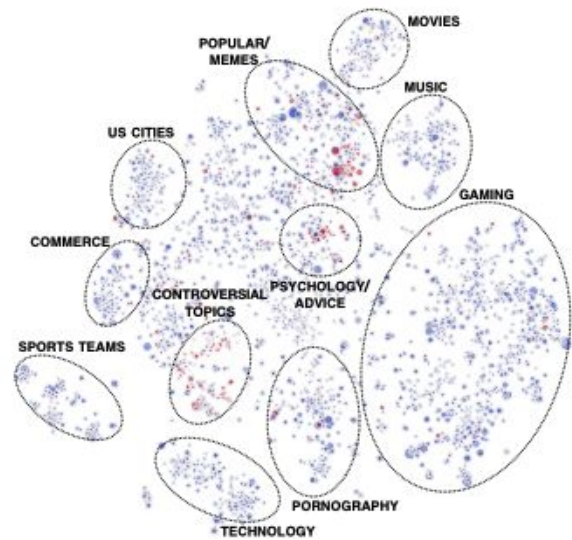 MOVIES
POPULAR/
MEMES
MUSIC
US CITIES
GAMING
COMMERCE
PSYCHOLOGY/
ADVICE
CONTROVERSIAL
TOPICS
SPORTS TEAMS
PORNOGRAPHY
TECHNOLOGY